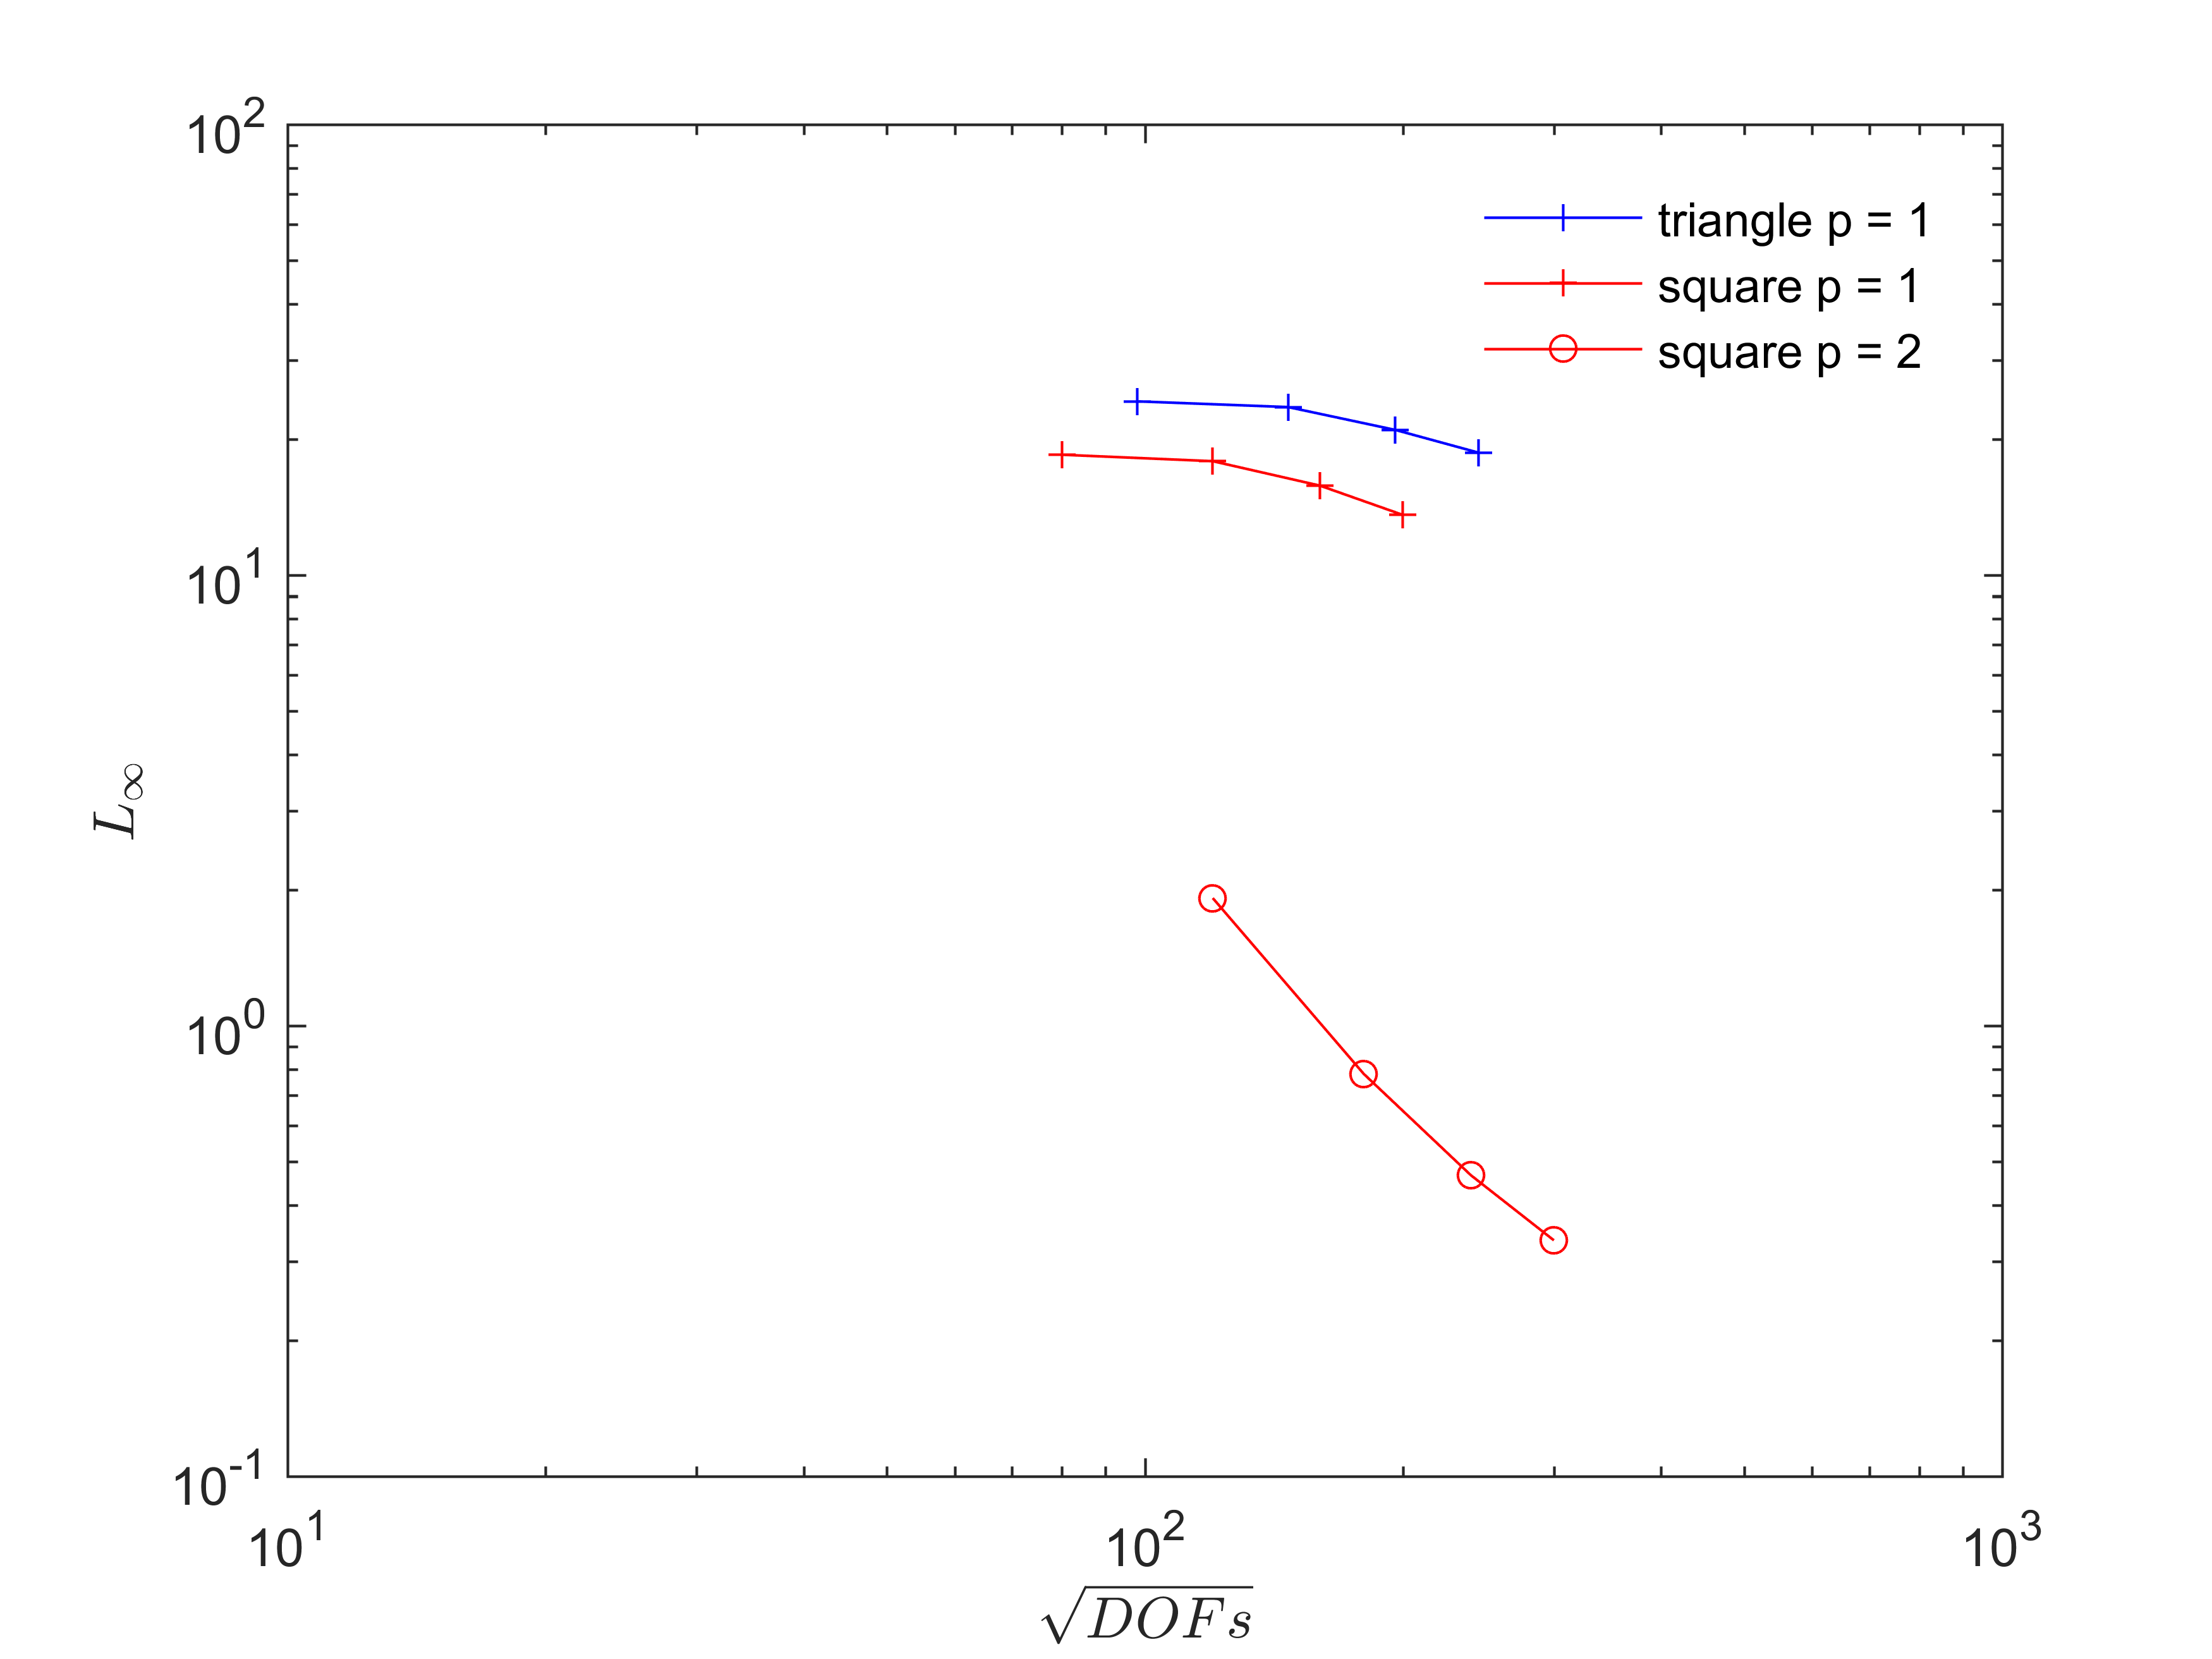 10²
triangle p = 1
square p = 1
square p = 2
10¹
L∞
10⁰
10⁻¹
10¹ 10² 10³
√DOFs